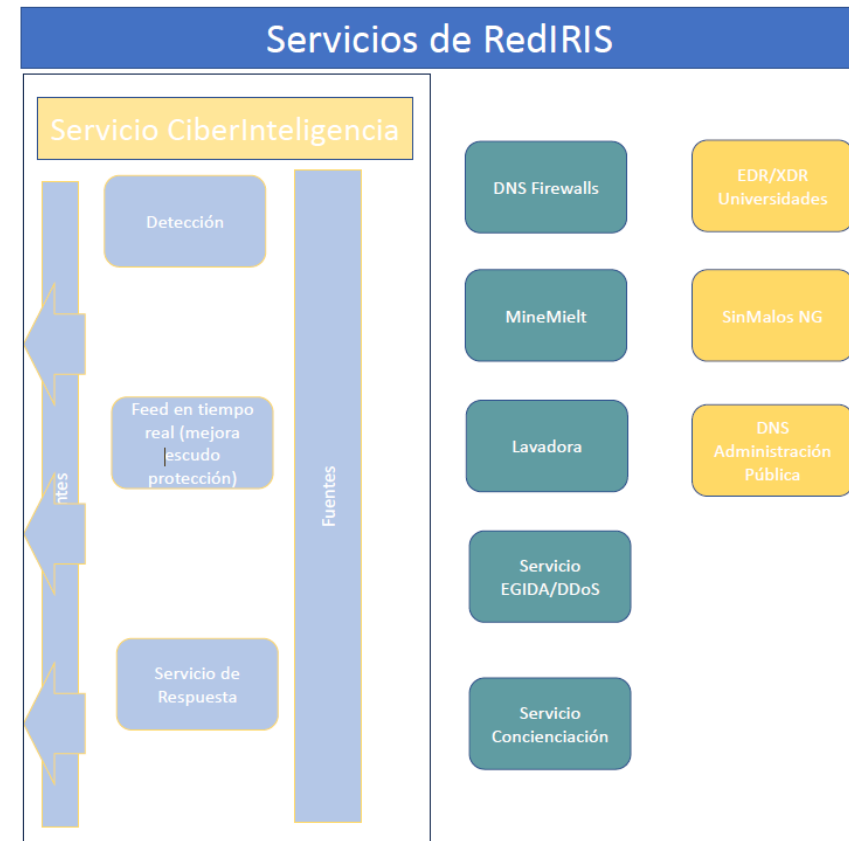 Servicios de RedIRIS
Servicio CiberInteligencia
Detección
Feed en tiempo
real (mejora
escudo
protección)
Servicio de
Respuesta
Fuentes
DNS Firewalls
MineMielt
Lavadora
Servicio
EGIDA/DDoS
Servicio
Concienciación
EDR/XDR
Universidades
SinMalos NG
DNS
Administración
Pública